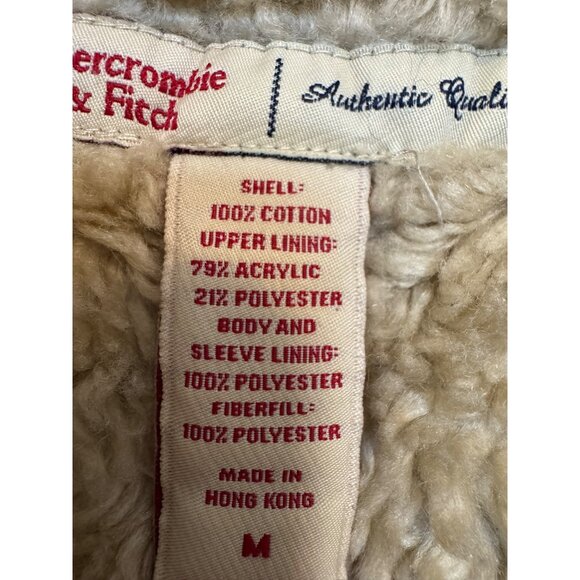 ercrombie
& Fitch
Authentic Quali
SHELL:
100% COTTON
UPPER LINING:
79% ACRYLIC
21% POLYESTER
BODY AND
SLEEVE LINING:
100% POLYESTER
FIBERFILL:
100% POLYESTER
MADE IN
HONG KONG
M